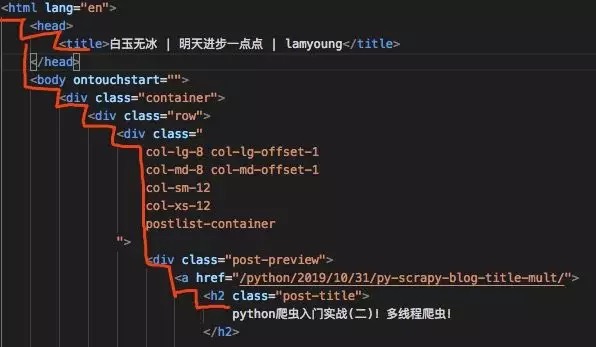 <html lang="en">
<head>
<title>白玉无冰 | 明天进步一点点 | lamyoung</title>
</head>
<body ontouchstart="">
<div class="container">
<div class="row">
<div class="
col-lg-8 col-lg-offset-1
col-md-8 col-md-offset-1
col-sm-12
col-xs-12
postlist-container
">
<div class="post-preview">
<a href="/python/2019/10/31/py-scrapy-blog-title-mult/">
<h2 class="post-title">
python爬虫入门实战(二)！多线程爬虫！
</h2>